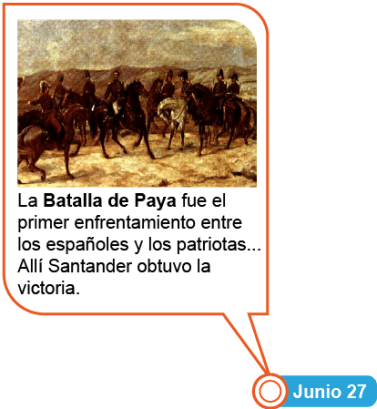 La Batalla de Paya fue el
primer enfrentamiento entre
los españoles y los patriotas...
Allí Santander obtuvo la
victoria.
Junio 27